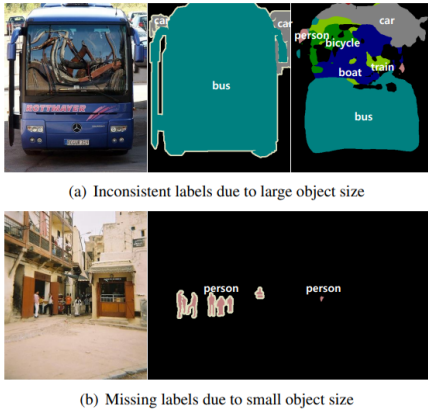 car
car
bus
car
person
bicycle
train
boat
bus
(a) Inconsistent labels due to large object size
person
person
(b) Missing labels due to small object size